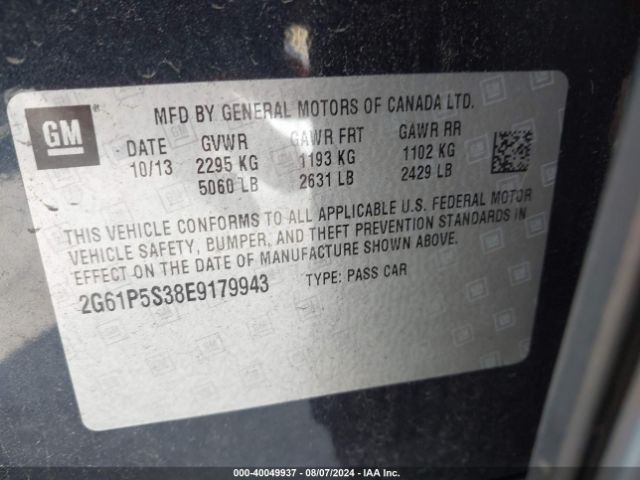 GM
MFD BY GENERAL MOTORS OF CANADA LTD.
DATE GVWR GAWR FRT GAWR RR
10/13 2295 KG 1193 KG 1102 KG
5060 LB 2631 LB 2429 LB
THIS VEHICLE CONFORMS TO ALL APPLICABLE U.S. FEDERAL MOTOR
VEHICLE SAFETY, BUMPER, AND THEFT PREVENTION STANDARDS IN
EFFECT ON THE DATE OF MANUFACTURE SHOWN ABOVE.
2G61P5S38E9179943 TYPE: PASS CAR
000-40049937 - 08/07/2024 - IAA Inc.